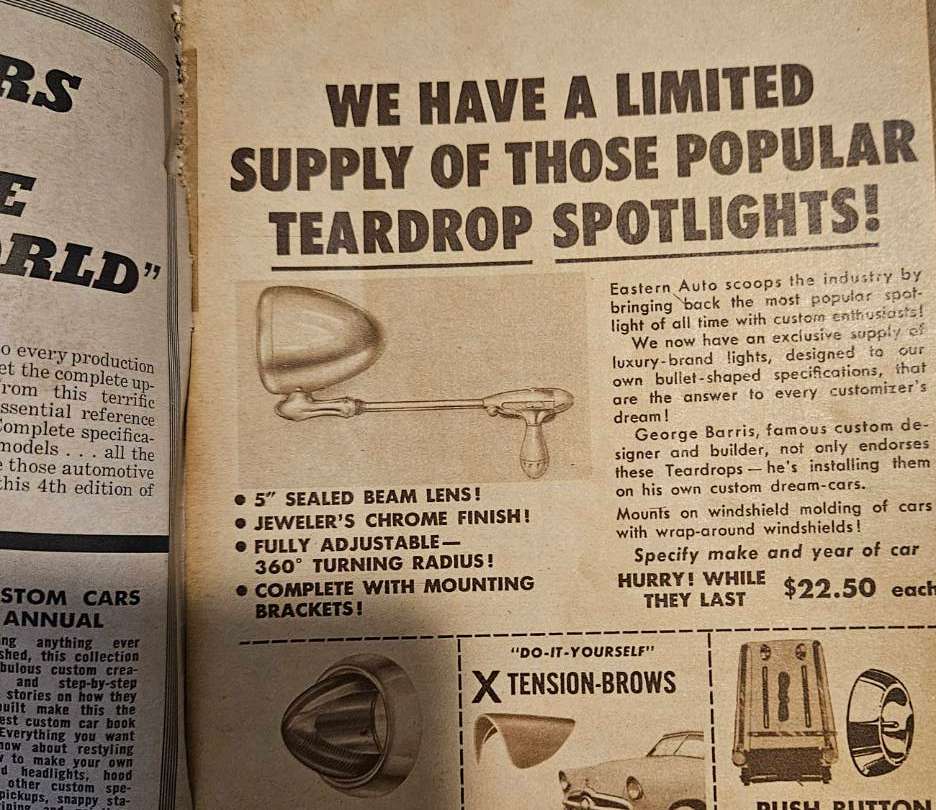 RS
E
RLD"
o every production
et the complete up-
from this terrific
ssential reference
Complete specifica-
models . . . all the
e those automotive
this 4th edition of
STOM CARS
ANNUAL
ing anything ever
shed, this collection
bulous custom crea-
and step-by-step
stories on how they
built make this the
est custom car book
Everything you want
now about restyling
w to make your own
d headlights, hood
other custom spe-
pickups, snappy sta-
WE HAVE A LIMITED
SUPPLY OF THOSE POPULAR
TEARDROP SPOTLIGHTS!
Eastern Auto scoops the industry by
bringing back the most popular spot-
light of all time with custom enthusiasts!
We now have an exclusive supply of
luxury-brand lights, designed to our
own bullet-shaped specifications, that
are the answer to every customizer's
dream!
George Barris, famous custom de-
signer and builder, not only endorses
these Teardrops — he's installing them
on his own custom dream-cars.
Mounts on windshield molding of cars
with wrap-around windshields!
Specify make and year of car
HURRY! WHILE
THEY LAST
$22.50 each
• 5" SEALED BEAM LENS!
• JEWELER'S CHROME FINISH!
• FULLY ADJUSTABLE—
360° TURNING RADIUS!
• COMPLETE WITH MOUNTING
BRACKETS!
"DO-IT-YOURSELF"
X TENSION-BROWS
PUSH BUTTON